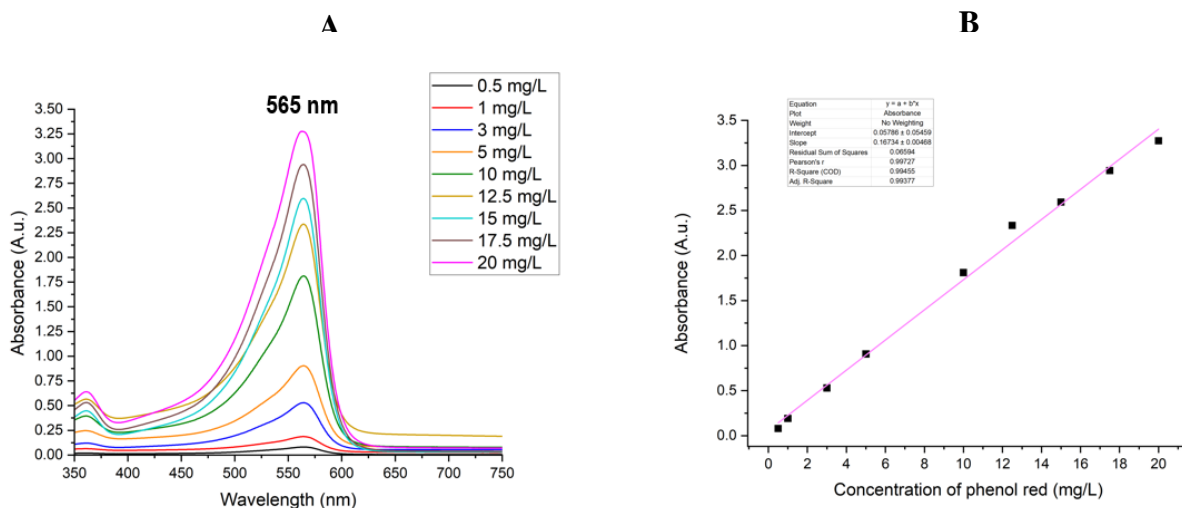 A
B
565 nm
0.5 mg/L
1 mg/L
3 mg/L
5 mg/L
10 mg/L
12.5 mg/L
15 mg/L
17.5 mg/L
20 mg/L
Absorbance (A.u.)
3.50
3.25
3.00
2.75
2.50
2.25
2.00
1.75
1.50
1.25
1.00
0.75
0.50
0.25
0.00
350 400 450 500 550 600 650 700 750
Wavelength (nm)
Equation y = a + b*x
Plot Absorbance
Weight No Weighting
Intercept 0.05786 ± 0.05459
Slope 0.16734 ± 0.00468
Residual Sum of Squares 0.06594
Pearson's r 0.99727
R-Square (COD) 0.99455
Adj. R-Square 0.99377
Absorbance (A.u.)
3.5
3.0
2.5
2.0
1.5
1.0
0.5
0.0
0 2 4 6 8 10 12 14 16 18 20
Concentration of phenol red (mg/L)